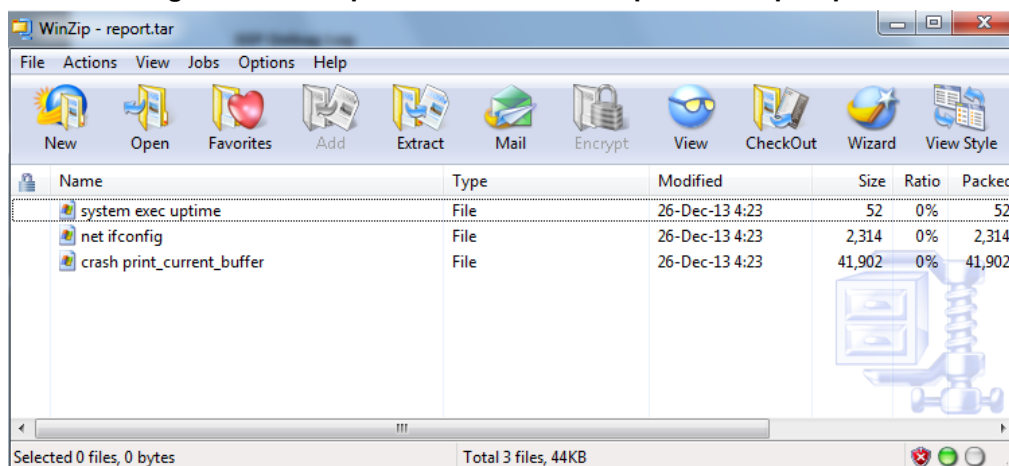 WinZip - report.tar
File Actions View Jobs Options Help
New Open Favorites Add Extract Mail Encrypt View CheckOut Wizard View Style
Name Type Modified Size Ratio Packed
system exec uptime File 26-Dec-13 4:23 52 0% 52
net ifconfig File 26-Dec-13 4:23 2,314 0% 2,314
crash print_current_buffer File 26-Dec-13 4:23 41,902 0% 41,902
Selected 0 files, 0 bytes Total 3 files, 44KB